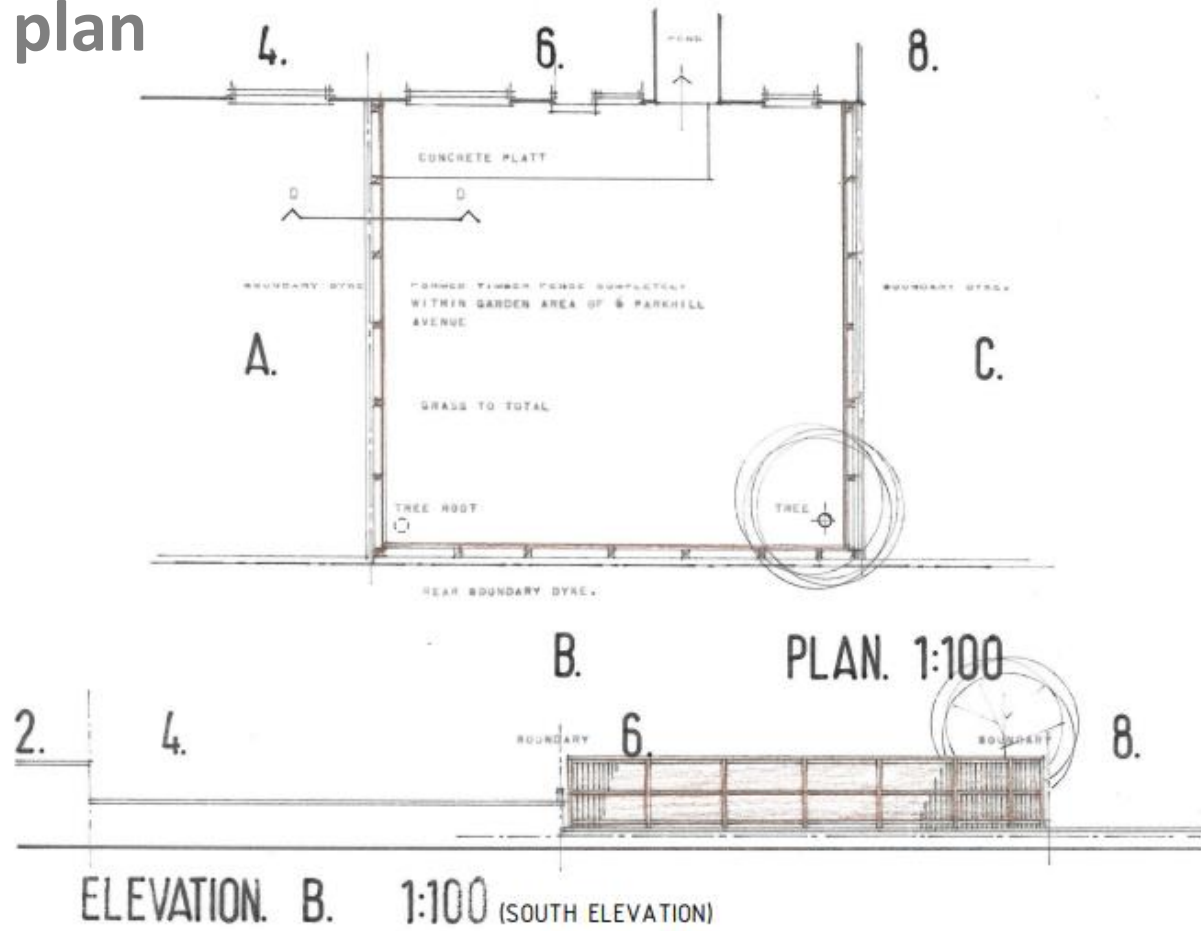 plan
4.
6.
8.
CONCRETE PLATT
D
D
BOUNDARY DYKE
FORMED TIMBER FENCE COMPLETELY
WITHIN GARDEN AREA OF 6 PARKHILL
AVENUE
BOUNDARY DYKE.
A.
C.
GRASS TO TOTAL
TREE ROOT
TREE
REAR BOUNDARY DYKE.
B.
PLAN. 1:100
2.
4.
BOUNDARY
6.
BOUNDARY
8.
ELEVATION. B. 1:100 (SOUTH ELEVATION)